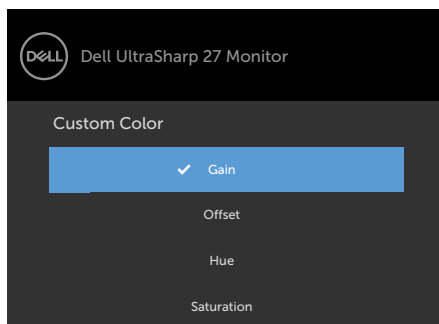 DELL
Dell UltraSharp 27 Monitor
Custom Color
Gain
Offset
Hue
Saturation